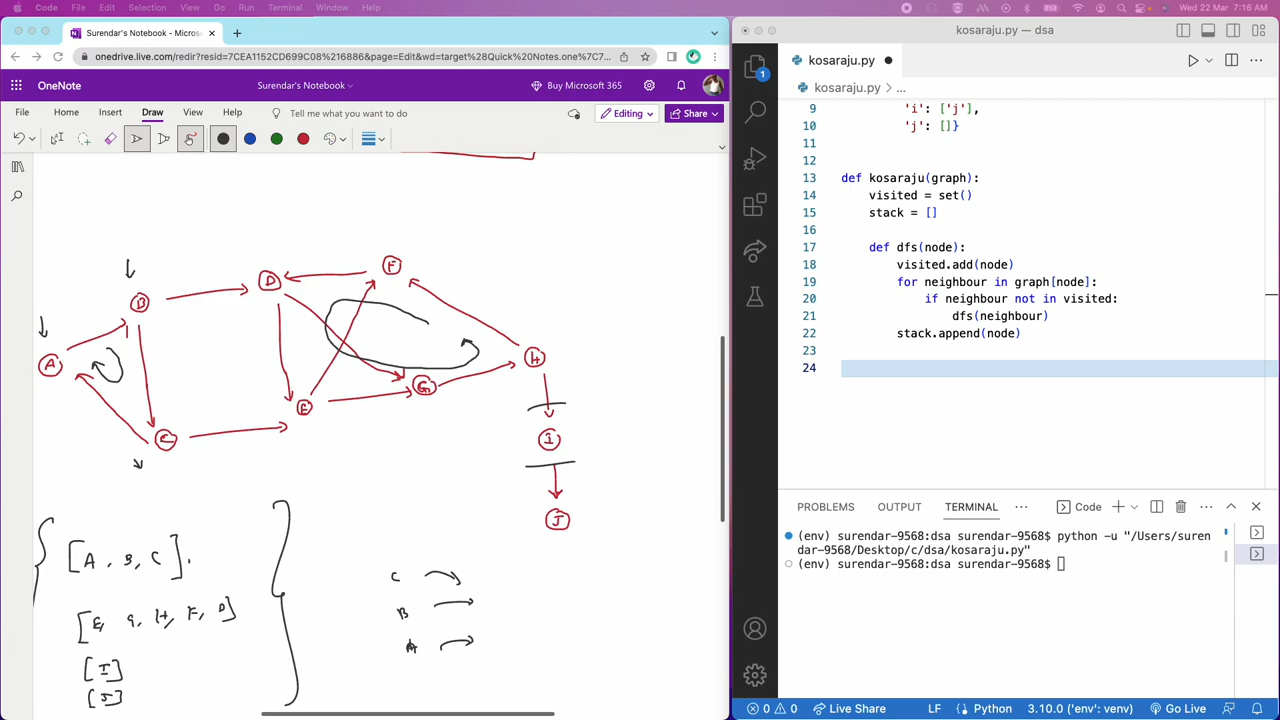 Code File Edit Selection View Go Run Terminal Window Help
Wed 22 Mar 7:16 AM
Surendar's Notebook - Micros
onedrive.live.com/redir?resid=7CEA1152CD699C08%216886&page=Edit&wd=target%28Quick%20Notes.one%7C7...
OneNote
Surendar's Notebook
Buy Microsoft 365
File Home Insert Draw View Help
Tell me what you want to do
Editing
Share
F
D
B
H
A
G
E
C
I
J
[A, B, C].
[E, G, H, F, D]
[I]
[J]
C
B
A
kosaraju.py — dsa
1
kosaraju.py
kosaraju.py > ...
9 'i': ['j'],
10 'j': []}
11
12
13 def kosaraju(graph):
14 visited = set()
15 stack = []
16
17 def dfs(node):
18 visited.add(node)
19 for neighbour in graph[node]:
20 if neighbour not in visited:
21 dfs(neighbour)
22 stack.append(node)
23
24
PROBLEMS OUTPUT TERMINAL ... Code
(env) surendar-9568:dsa surendar-9568$ python -u "/Users/suren
dar-9568/Desktop/c/dsa/kosaraju.py"
(env) surendar-9568:dsa surendar-9568$
0 0 Live Share LF Python 3.10.0 ('env': venv) Go Live